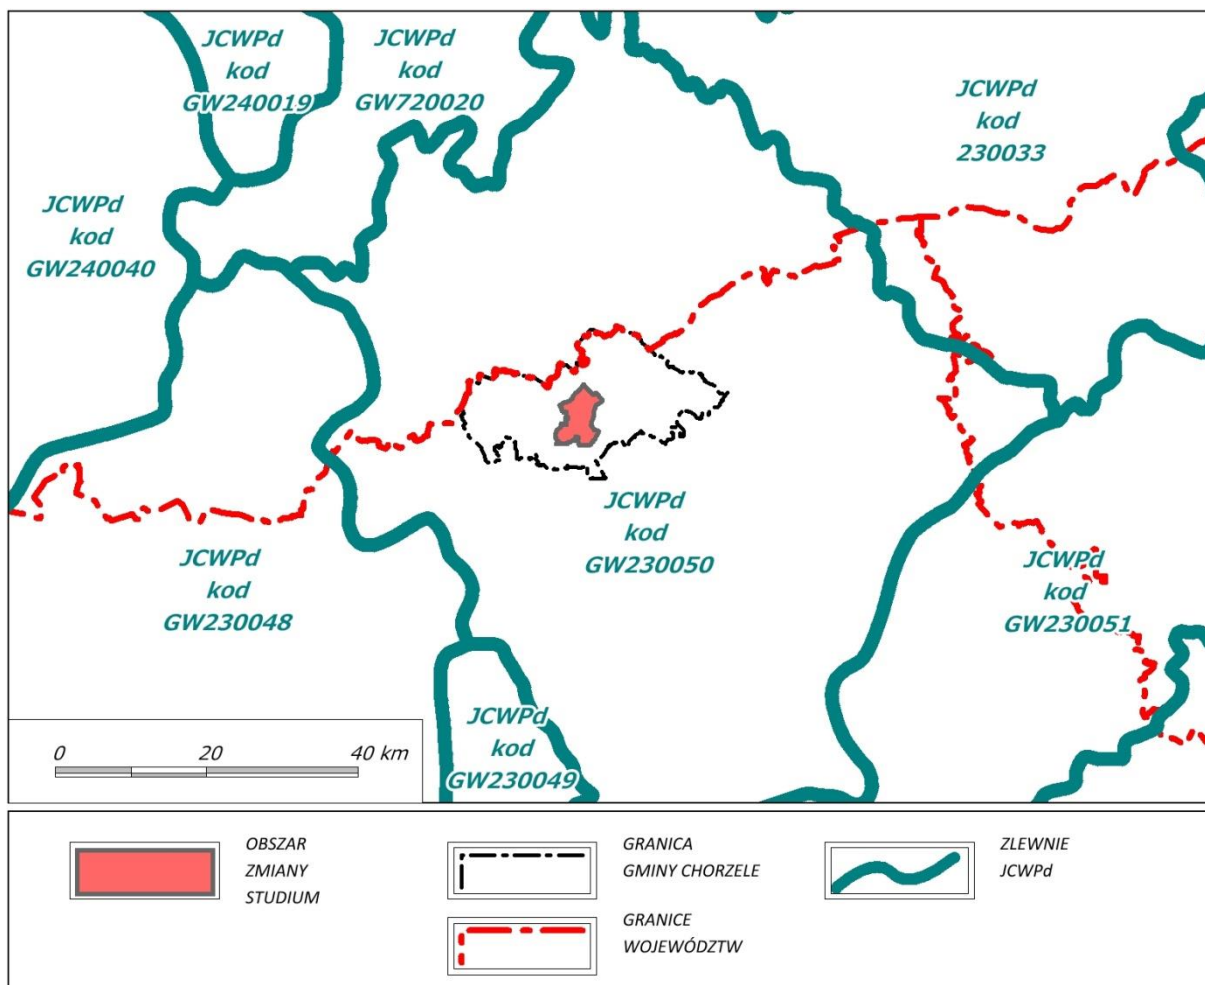 JCWPd
kod
GW240019
JCWPd
kod
GW720020
JCWPd
kod
230033
JCWPd
kod
GW240040
JCWPd
kod
GW230050
JCWPd
kod
GW230048
JCWPd
kod
GW230051
JCWPd
kod
GW230049
0 20 40 km
OBSZAR
ZMIANY
STUDIUM
GRANICA
GMINY CHORZELE
GRANICE
WOJEWÓDZTW
ZLEWNIE
JCWPd